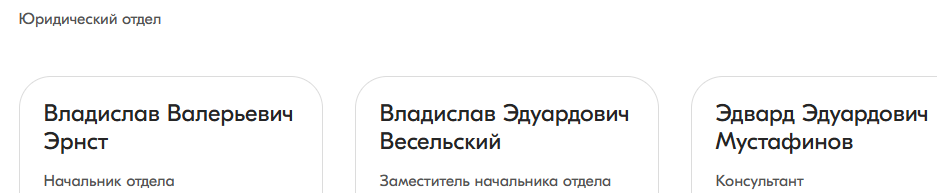 Юридический отдел
Владислав Валерьевич
Эрнст
Начальник отдела
Владислав Эдуардович
Весельский
Заместитель начальника отдела
Эдвард Эдуардович
Мустафинов
Консультант